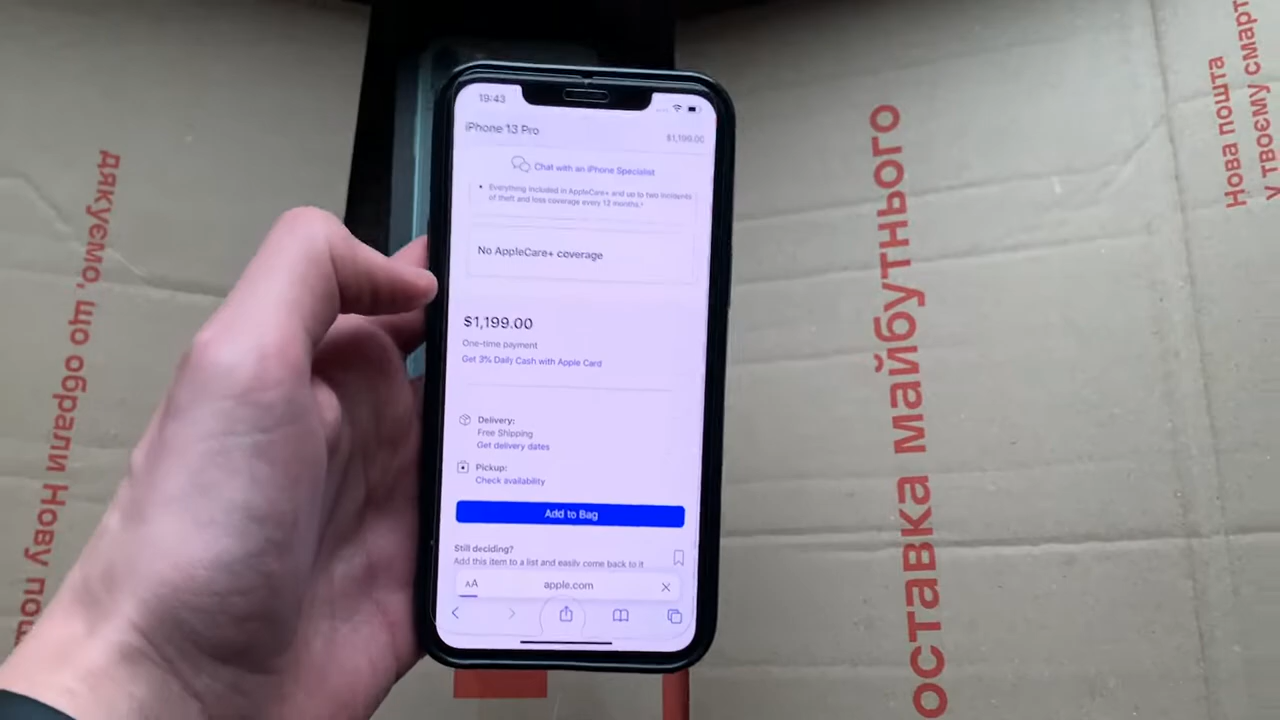 19:43
iPhone 13 Pro
$1,199.00
Chat with an iPhone Specialist
Everything included in AppleCare+ and up to two incidents
of theft and loss coverage every 12 months.
No AppleCare+ coverage
$1,199.00
One-time payment
Get 3% Daily Cash with Apple Card
Delivery:
Free Shipping
Get delivery dates
Pickup:
Check availability
Add to Bag
Still deciding?
Add this item to a list and easily come back to it
AA
apple.com
дякуємо, що обрали Нову пош
оставка майбутнього
Нова пошта
у твоєму смарт